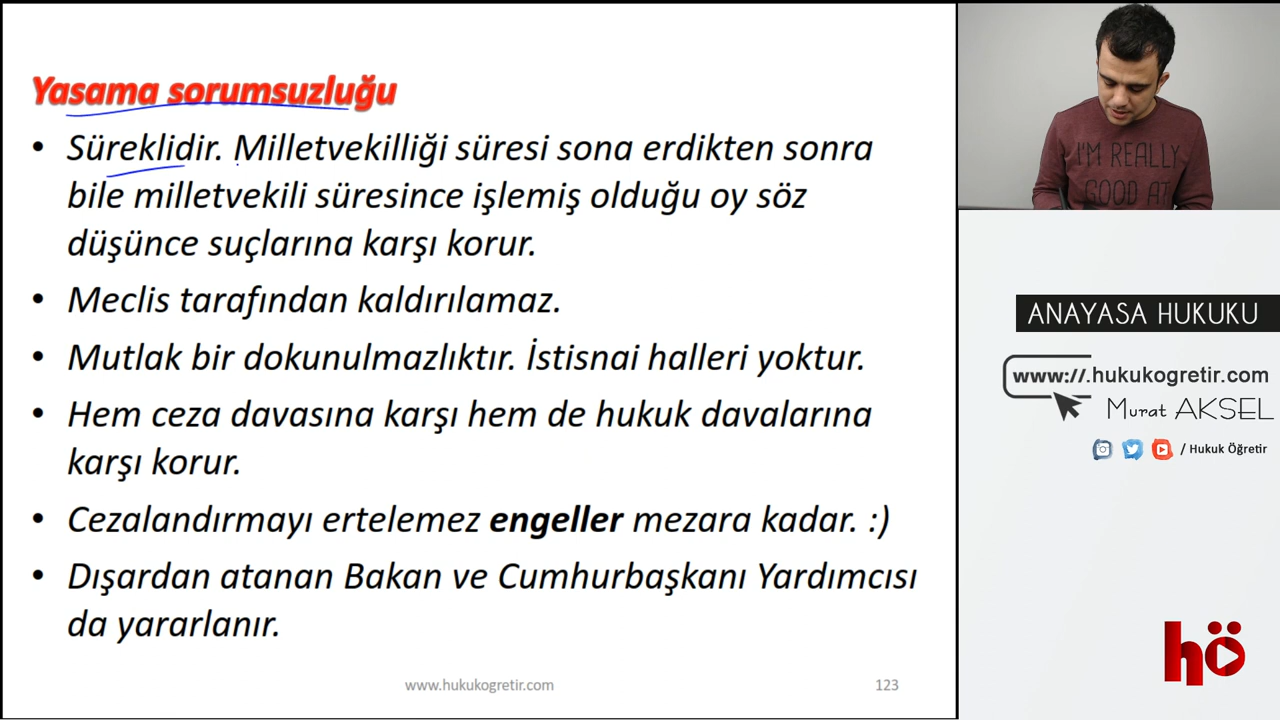 Yasama sorumsuzluğu
• Süreklidir. Milletvekilliği süresi sona erdikten sonra
bile milletvekili süresince işlemiş olduğu oy söz
düşünce suçlarına karşı korur.
• Meclis tarafından kaldırılamaz.
• Mutlak bir dokunulmazlıktır. İstisnai halleri yoktur.
• Hem ceza davasına karşı hem de hukuk davalarına
karşı korur.
• Cezalandırmayı ertelemez engeller mezara kadar. :)
• Dışardan atanan Bakan ve Cumhurbaşkanı Yardımcısı
da yararlanır.
www.hukukogretir.com
123
I'M REALLY
GOOD AT
ANAYASA HUKUKU
www://.hukukogretir.com
Murat AKSEL
/ Hukuk Öğretir
hö